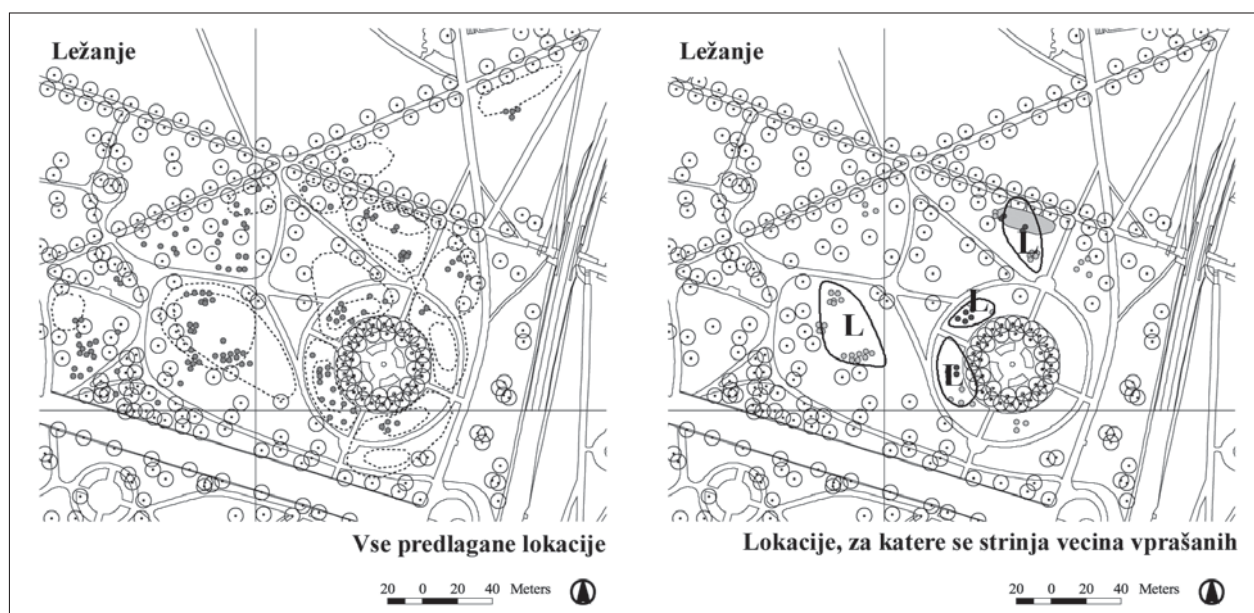 Ležanje
Vse predlagane lokacije
20 0 20 40 Meters
Ležanje
L
L
L
L
Lokacije, za katere se strinja vecina vprašanih
20 0 20 40 Meters